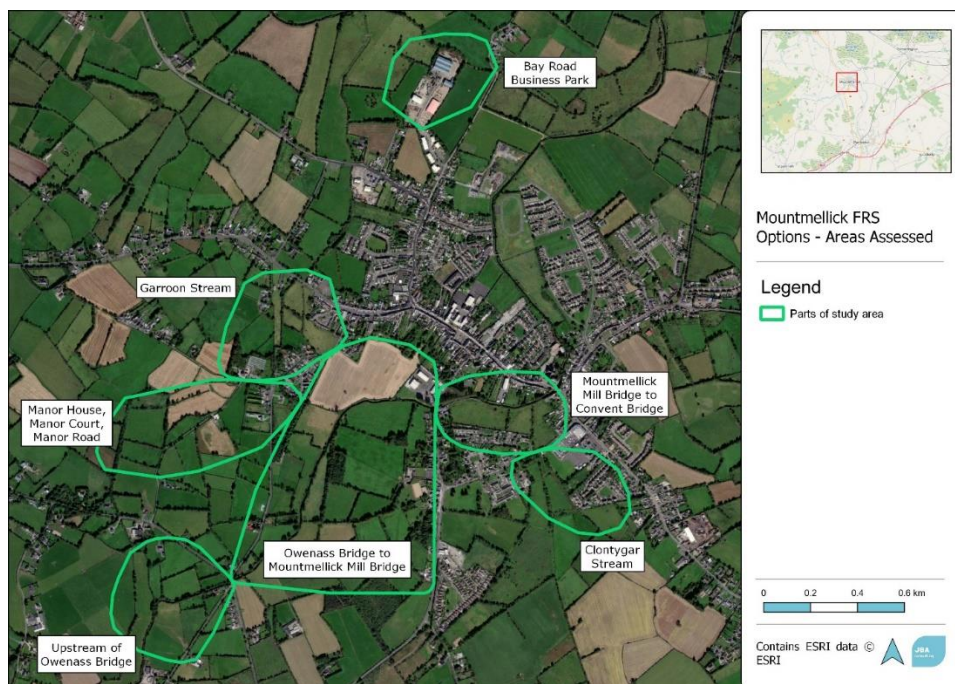 Bay Road
Business Park
Garroon Stream
Manor House,
Manor Court,
Manor Road
Mountmellick
Mill Bridge to
Convent Bridge
Owenass Bridge to
Mountmellick Mill Bridge
Clontygar
Stream
Upstream of
Owenass Bridge
Mountmellick FRS
Options - Areas Assessed
Legend
Parts of study area
0 0.2 0.4 0.6 km
Contains ESRI data ©
ESRI
JBA